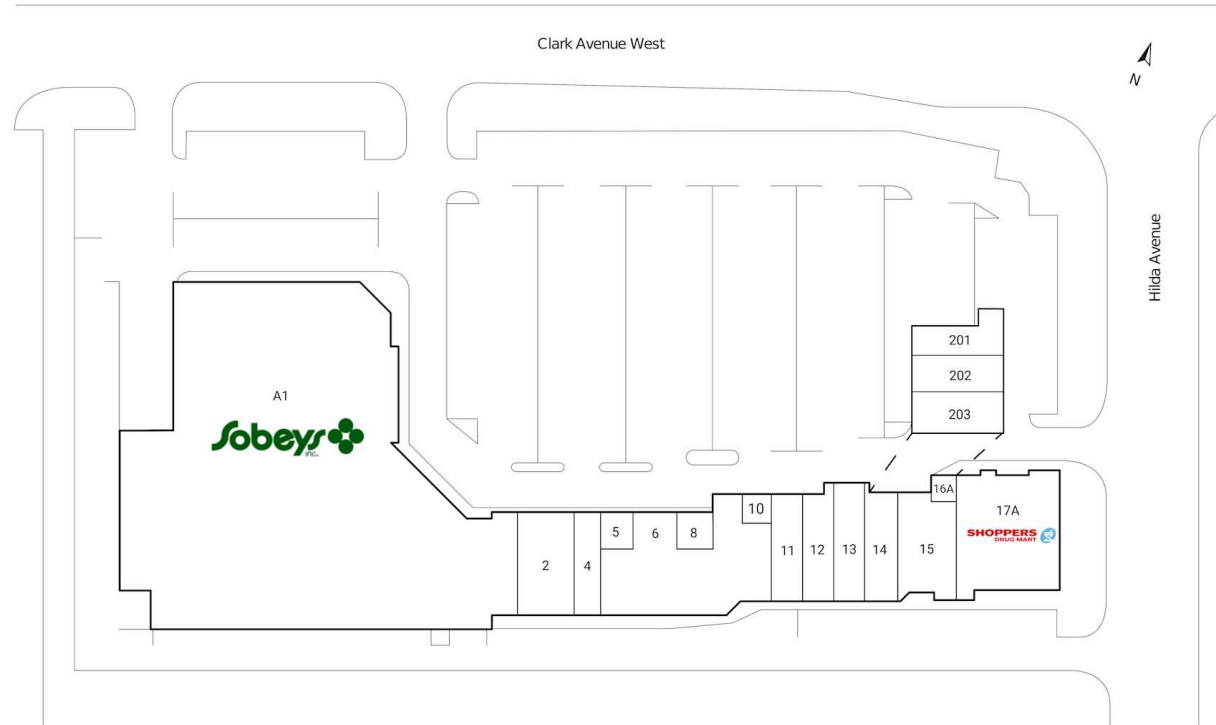 Clark Avenue West
N
Hilda Avenue
201
202
203
A1
Sobeys
inc.
16A
17A
SHOPPERS
DRUG MART
10
5
6
8
11
12
13
14
15
2
4